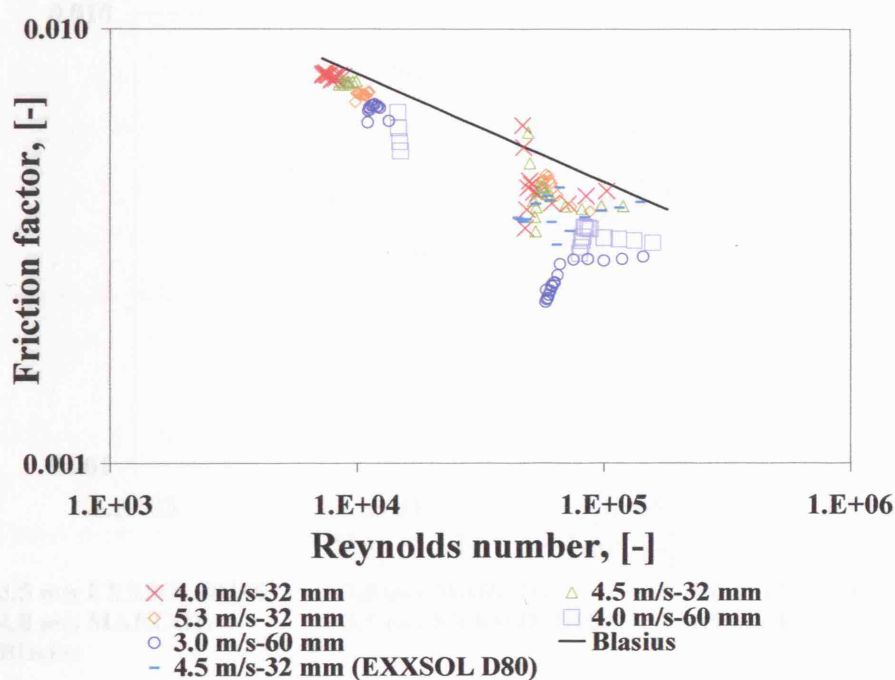 0.010
Friction factor, [-]
0.001
1.E+03 1.E+04 1.E+05 1.E+06
Reynolds number, [-]
4.0 m/s-32 mm 4.5 m/s-32 mm
5.3 m/s-32 mm 4.0 m/s-60 mm
3.0 m/s-60 mm Blasius
4.5 m/s-32 mm (EXXSOL D80)